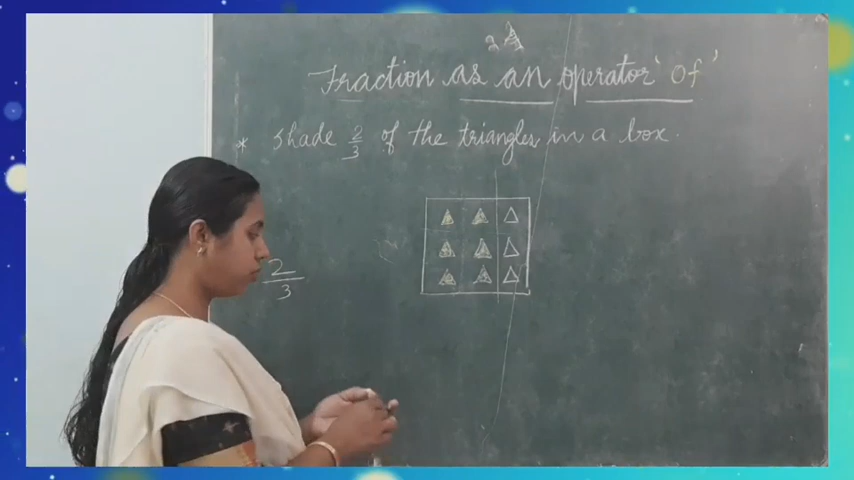 Fraction as an operator 'of'
* Shade 2/3 of the triangles in a box.
2/3